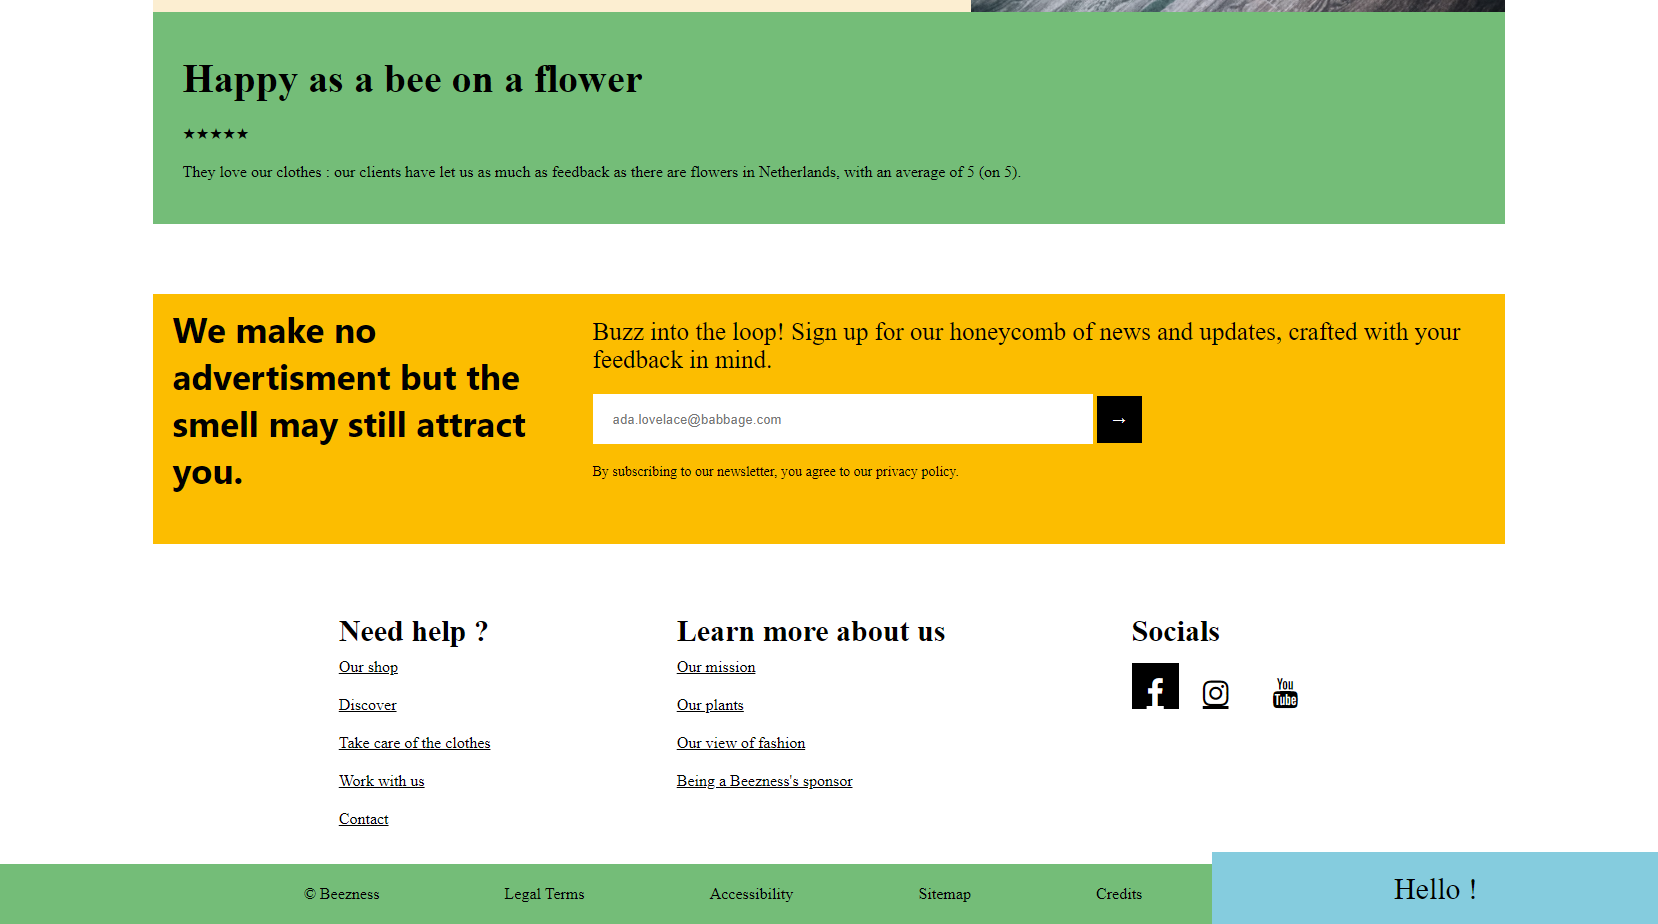 Happy as a bee on a flower
★★★★★
They love our clothes : our clients have let us as much as feedback as there are flowers in Netherlands, with an average of 5 (on 5).
We make no
advertisment but the
smell may still attract
you.
Buzz into the loop! Sign up for our honeycomb of news and updates, crafted with your
feedback in mind.
ada.lovelace@babbage.com
→
By subscribing to our newsletter, you agree to our privacy policy.
Need help ?
Our shop
Discover
Take care of the clothes
Work with us
Contact
Learn more about us
Our mission
Our plants
Our view of fashion
Being a Beezness's sponsor
Socials
You
Tube
© Beezness
Legal Terms
Accessibility
Sitemap
Credits
Hello !